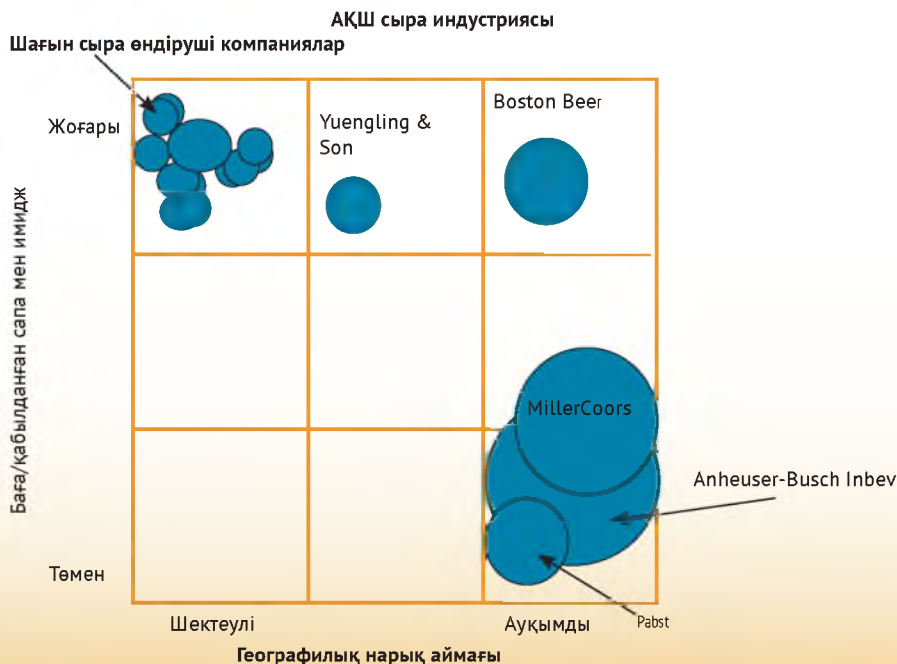 АҚШ сыра индустриясы
Шағын сыра өндіруші компаниялар
Жоғары
Yuengling &
Son
Boston Beer
Баға/қабылданған сапа мен имидж
MillerCoors
Anheuser-Busch Inbev
Төмен
Шектеулі
Ауқымды
Pabst
Географилық нарық аймағы